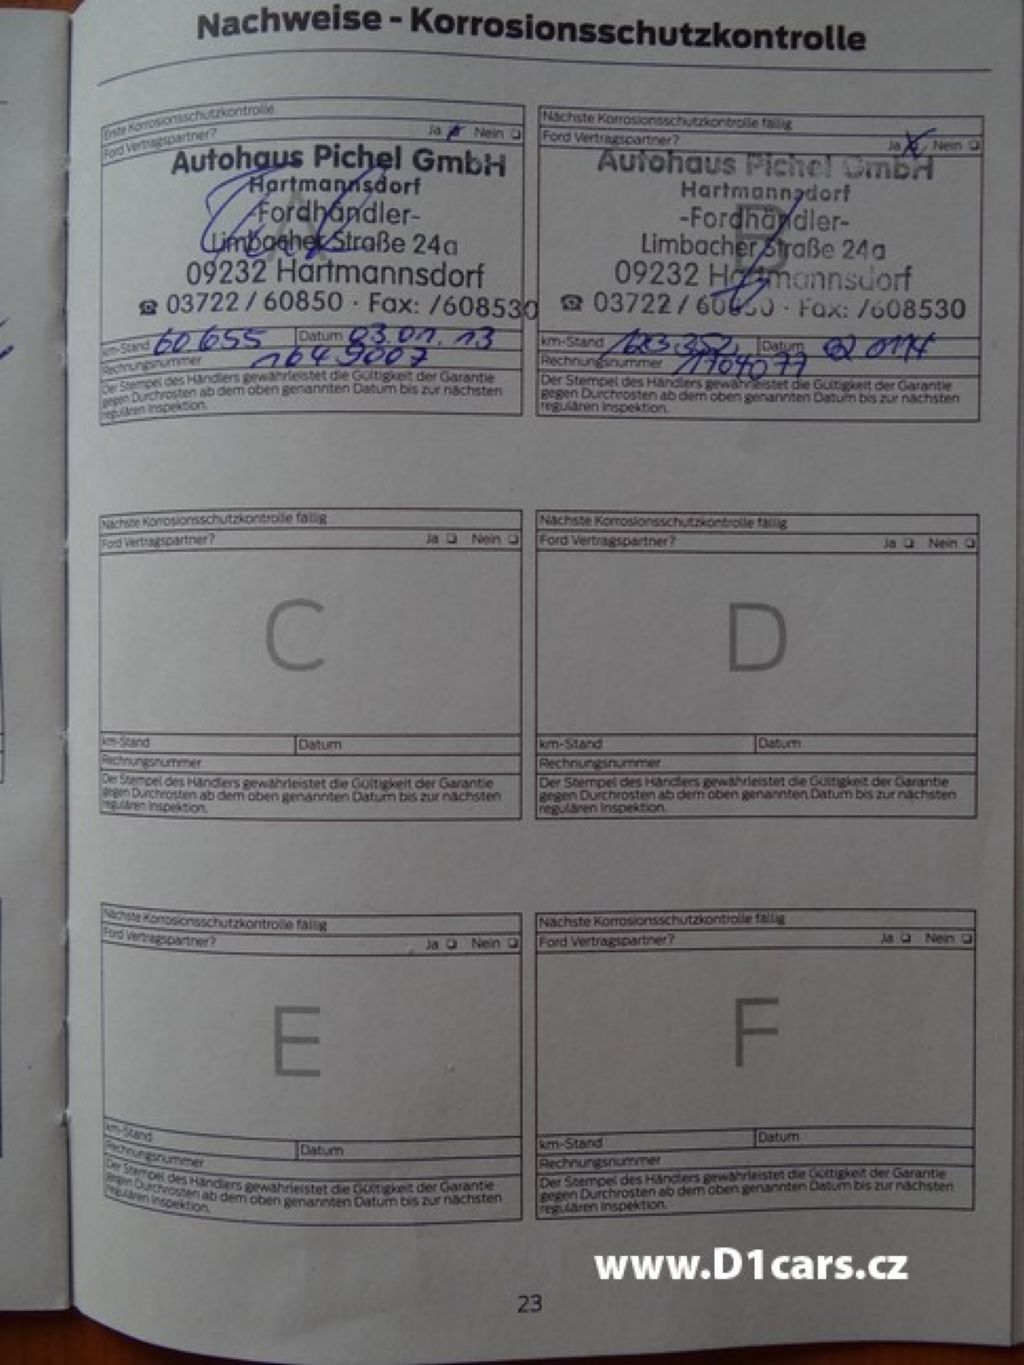 Nachweise - Korrosionsschutzkontrolle
Erste Korrosionsschutzkontrolle
Ford Vertragspartner? Ja Nein
Autohaus Pichel GmbH
Hartmannsdorf
-Fordhändler-
Limbacher Straße 24a
09232 Hartmannsdorf
☎ 03722 / 60850 · Fax: /608530
km-Stand 60655 Datum 03.01.13
Rechnungsnummer 1645007
Der Stempel des Händlers gewährleistet die Gültigkeit der Garantie
gegen Durchrosten ab dem oben genannten Datum bis zur nächsten
regulären Inspektion.
Nächste Korrosionsschutzkontrolle fällig
Ford Vertragspartner? Ja Nein
Autohaus Pichel GmbH
Hartmannsdorf
B
-Fordhändler-
Limbacher Straße 24a
09232 Hartmannsdorf
☎ 03722 / 60850 · Fax: /608530
km-Stand 123.352 Datum 02 01 14
Rechnungsnummer 1704077
Der Stempel des Händlers gewährleistet die Gültigkeit der Garantie
gegen Durchrosten ab dem oben genannten Datum bis zur nächsten
regulären Inspektion.
Nächste Korrosionsschutzkontrolle fällig
Ford Vertragspartner? Ja Nein
C
km-Stand Datum
Rechnungsnummer
Der Stempel des Händlers gewährleistet die Gültigkeit der Garantie
gegen Durchrosten ab dem oben genannten Datum bis zur nächsten
regulären Inspektion.
Nächste Korrosionsschutzkontrolle fällig
Ford Vertragspartner? Ja Nein
D
km-Stand Datum
Rechnungsnummer
Der Stempel des Händlers gewährleistet die Gültigkeit der Garantie
gegen Durchrosten ab dem oben genannten Datum bis zur nächsten
regulären Inspektion.
Nächste Korrosionsschutzkontrolle fällig
Ford Vertragspartner? Ja Nein
E
km-Stand Datum
Rechnungsnummer
Der Stempel des Händlers gewährleistet die Gültigkeit der Garantie
gegen Durchrosten ab dem oben genannten Datum bis zur nächsten
regulären Inspektion.
Nächste Korrosionsschutzkontrolle fällig
Ford Vertragspartner? Ja Nein
F
km-Stand Datum
Rechnungsnummer
Der Stempel des Händlers gewährleistet die Gültigkeit der Garantie
gegen Durchrosten ab dem oben genannten Datum bis zur nächsten
regulären Inspektion.
www.D1cars.cz
23